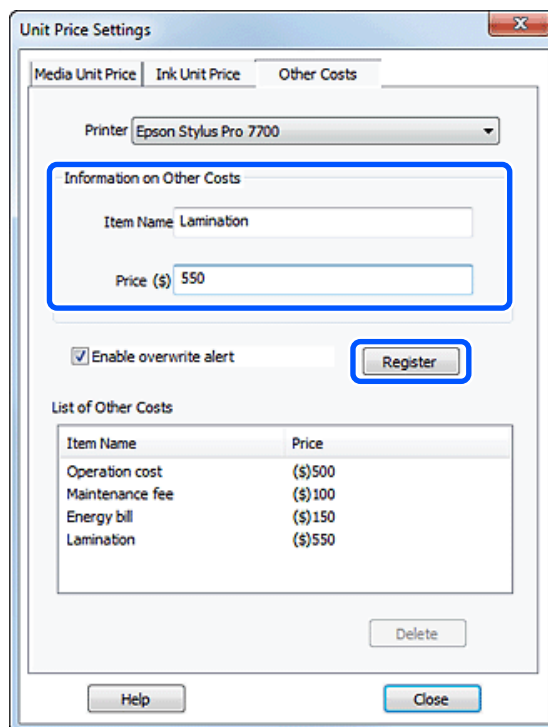 Unit Price Settings
Media Unit Price Ink Unit Price Other Costs
Printer Epson Stylus Pro 7700
Information on Other Costs
Item Name Lamination
Price ($) 550
Enable overwrite alert Register
List of Other Costs
Item Name Price
Operation cost ($)500
Maintenance fee ($)100
Energy bill ($)150
Lamination ($)550
Delete
Help Close